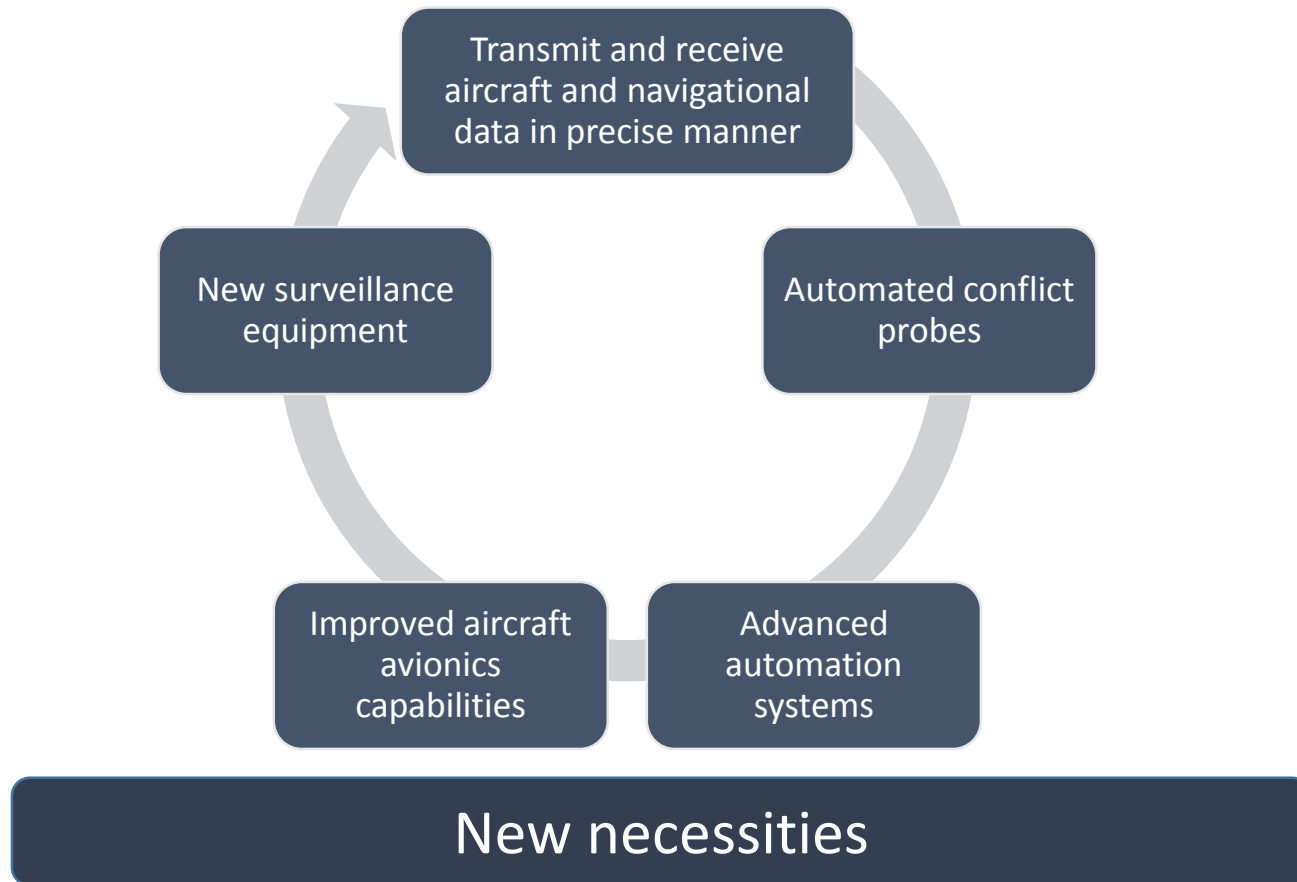 Transmit and receive
aircraft and navigational
data in precise manner
New surveillance
equipment
Automated conflict
probes
Improved aircraft
avionics
capabilities
Advanced
automation
systems
New necessities